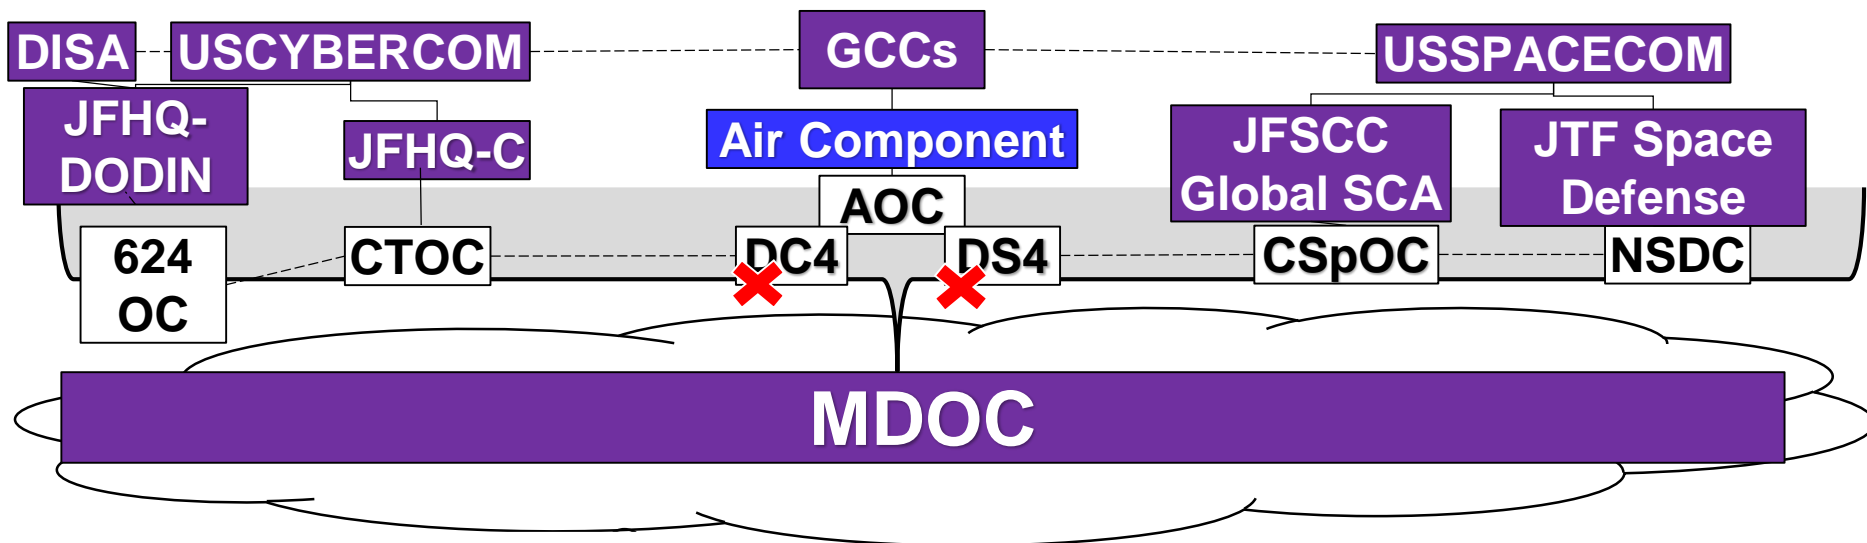 DISA
USCYBERCOM
GCCs
USSPACECOM
JFHQ-
DODIN
JFHQ-C
Air Component
JFSCC
Global SCA
JTF Space
Defense
AOC
624
OC
CTOC
DC4
DS4
CSpOC
NSDC
MDOC